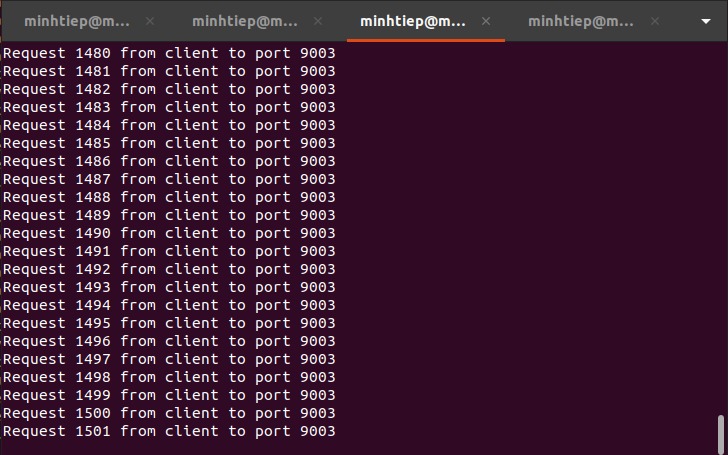 minhtiep@m... × minhtiep@m... × minhtiep@m... × minhtiep@m... ×
Request 1480 from client to port 9003
Request 1481 from client to port 9003
Request 1482 from client to port 9003
Request 1483 from client to port 9003
Request 1484 from client to port 9003
Request 1485 from client to port 9003
Request 1486 from client to port 9003
Request 1487 from client to port 9003
Request 1488 from client to port 9003
Request 1489 from client to port 9003
Request 1490 from client to port 9003
Request 1491 from client to port 9003
Request 1492 from client to port 9003
Request 1493 from client to port 9003
Request 1494 from client to port 9003
Request 1495 from client to port 9003
Request 1496 from client to port 9003
Request 1497 from client to port 9003
Request 1498 from client to port 9003
Request 1499 from client to port 9003
Request 1500 from client to port 9003
Request 1501 from client to port 9003